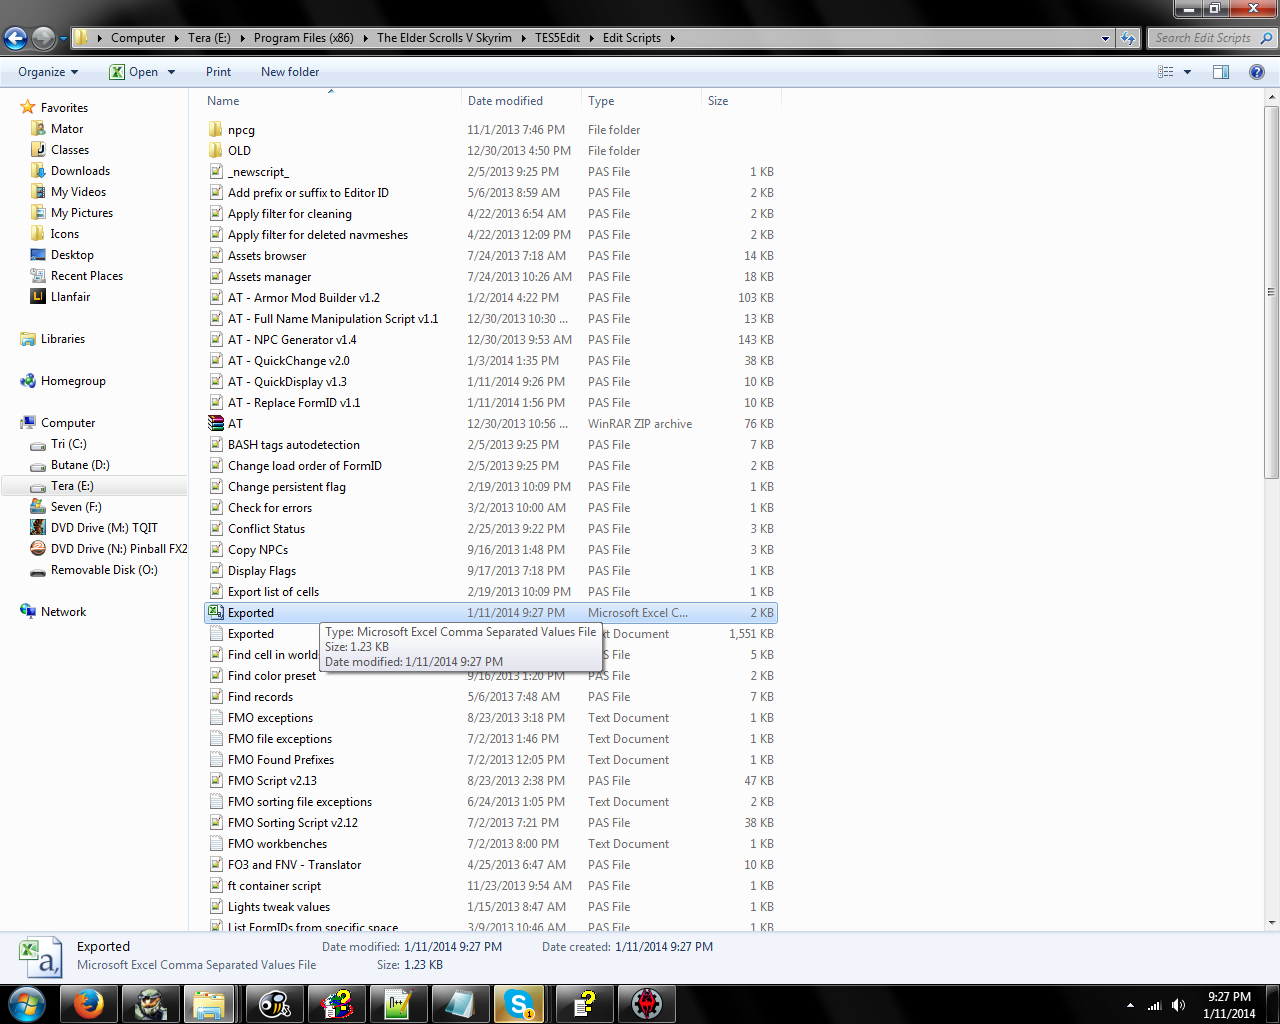 Computer ▸ Tera (E:) ▸ Program Files (x86) ▸ The Elder Scrolls V Skyrim ▸ TES5Edit ▸ Edit Scripts ▸
Search Edit Scripts
Organize Open Print New folder
Name Date modified Type Size
Favorites
Mator
Classes
Downloads
My Videos
My Pictures
Icons
Desktop
Recent Places
Llanfair
Libraries
Homegroup
Computer
Tri (C:)
Butane (D:)
Tera (E:)
Seven (F:)
DVD Drive (M:) TQIT
DVD Drive (N:) Pinball FX2
Removable Disk (O:)
Network
npcg 11/1/2013 7:46 PM File folder
OLD 12/30/2013 4:50 PM File folder
_newscript_ 2/5/2013 9:25 PM PAS File 1 KB
Add prefix or suffix to Editor ID 5/6/2013 8:59 AM PAS File 2 KB
Apply filter for cleaning 4/22/2013 6:54 AM PAS File 2 KB
Apply filter for deleted navmeshes 4/22/2013 12:09 PM PAS File 2 KB
Assets browser 7/24/2013 7:18 AM PAS File 14 KB
Assets manager 7/24/2013 10:26 AM PAS File 18 KB
AT - Armor Mod Builder v1.2 1/2/2014 4:22 PM PAS File 103 KB
AT - Full Name Manipulation Script v1.1 12/30/2013 10:30 ... PAS File 13 KB
AT - NPC Generator v1.4 12/30/2013 9:53 AM PAS File 143 KB
AT - QuickChange v2.0 1/3/2014 1:35 PM PAS File 38 KB
AT - QuickDisplay v1.3 1/11/2014 9:26 PM PAS File 10 KB
AT - Replace FormID v1.1 1/11/2014 1:56 PM PAS File 10 KB
AT 12/30/2013 10:56 ... WinRAR ZIP archive 76 KB
BASH tags autodetection 2/5/2013 9:25 PM PAS File 7 KB
Change load order of FormID 2/5/2013 9:25 PM PAS File 2 KB
Change persistent flag 2/19/2013 10:09 PM PAS File 1 KB
Check for errors 3/2/2013 10:00 AM PAS File 1 KB
Conflict Status 2/25/2013 9:22 PM PAS File 3 KB
Copy NPCs 9/16/2013 1:48 PM PAS File 3 KB
Display Flags 9/17/2013 7:18 PM PAS File 1 KB
Export list of cells 2/19/2013 10:09 PM PAS File 1 KB
Exported 1/11/2014 9:27 PM Microsoft Excel C... 2 KB
Exported Document 1,551 KB
Type: Microsoft Excel Comma Separated Values File
Size: 1.23 KB
Date modified: 1/11/2014 9:27 PM
Find cell in world File 5 KB
Find color preset 9/16/2013 1:20 PM PAS File 2 KB
Find records 5/6/2013 7:48 AM PAS File 7 KB
FMO exceptions 8/23/2013 3:18 PM Text Document 1 KB
FMO file exceptions 7/2/2013 1:46 PM Text Document 1 KB
FMO Found Prefixes 7/2/2013 12:05 PM Text Document 1 KB
FMO Script v2.13 8/23/2013 2:38 PM PAS File 47 KB
FMO sorting file exceptions 6/24/2013 1:05 PM Text Document 2 KB
FMO Sorting Script v2.12 7/2/2013 7:21 PM PAS File 38 KB
FMO workbenches 7/2/2013 8:00 PM Text Document 1 KB
FO3 and FNV - Translator 4/25/2013 6:47 AM PAS File 10 KB
ft container script 11/23/2013 9:54 AM PAS File 1 KB
Lights tweak values 1/15/2013 8:47 AM PAS File 1 KB
List FormIDs from specific space 3/9/2013 10:46 AM PAS File 1 KB
Exported Date modified: 1/11/2014 9:27 PM Date created: 1/11/2014 9:27 PM
Microsoft Excel Comma Separated Values File Size: 1.23 KB
9:27 PM
1/11/2014